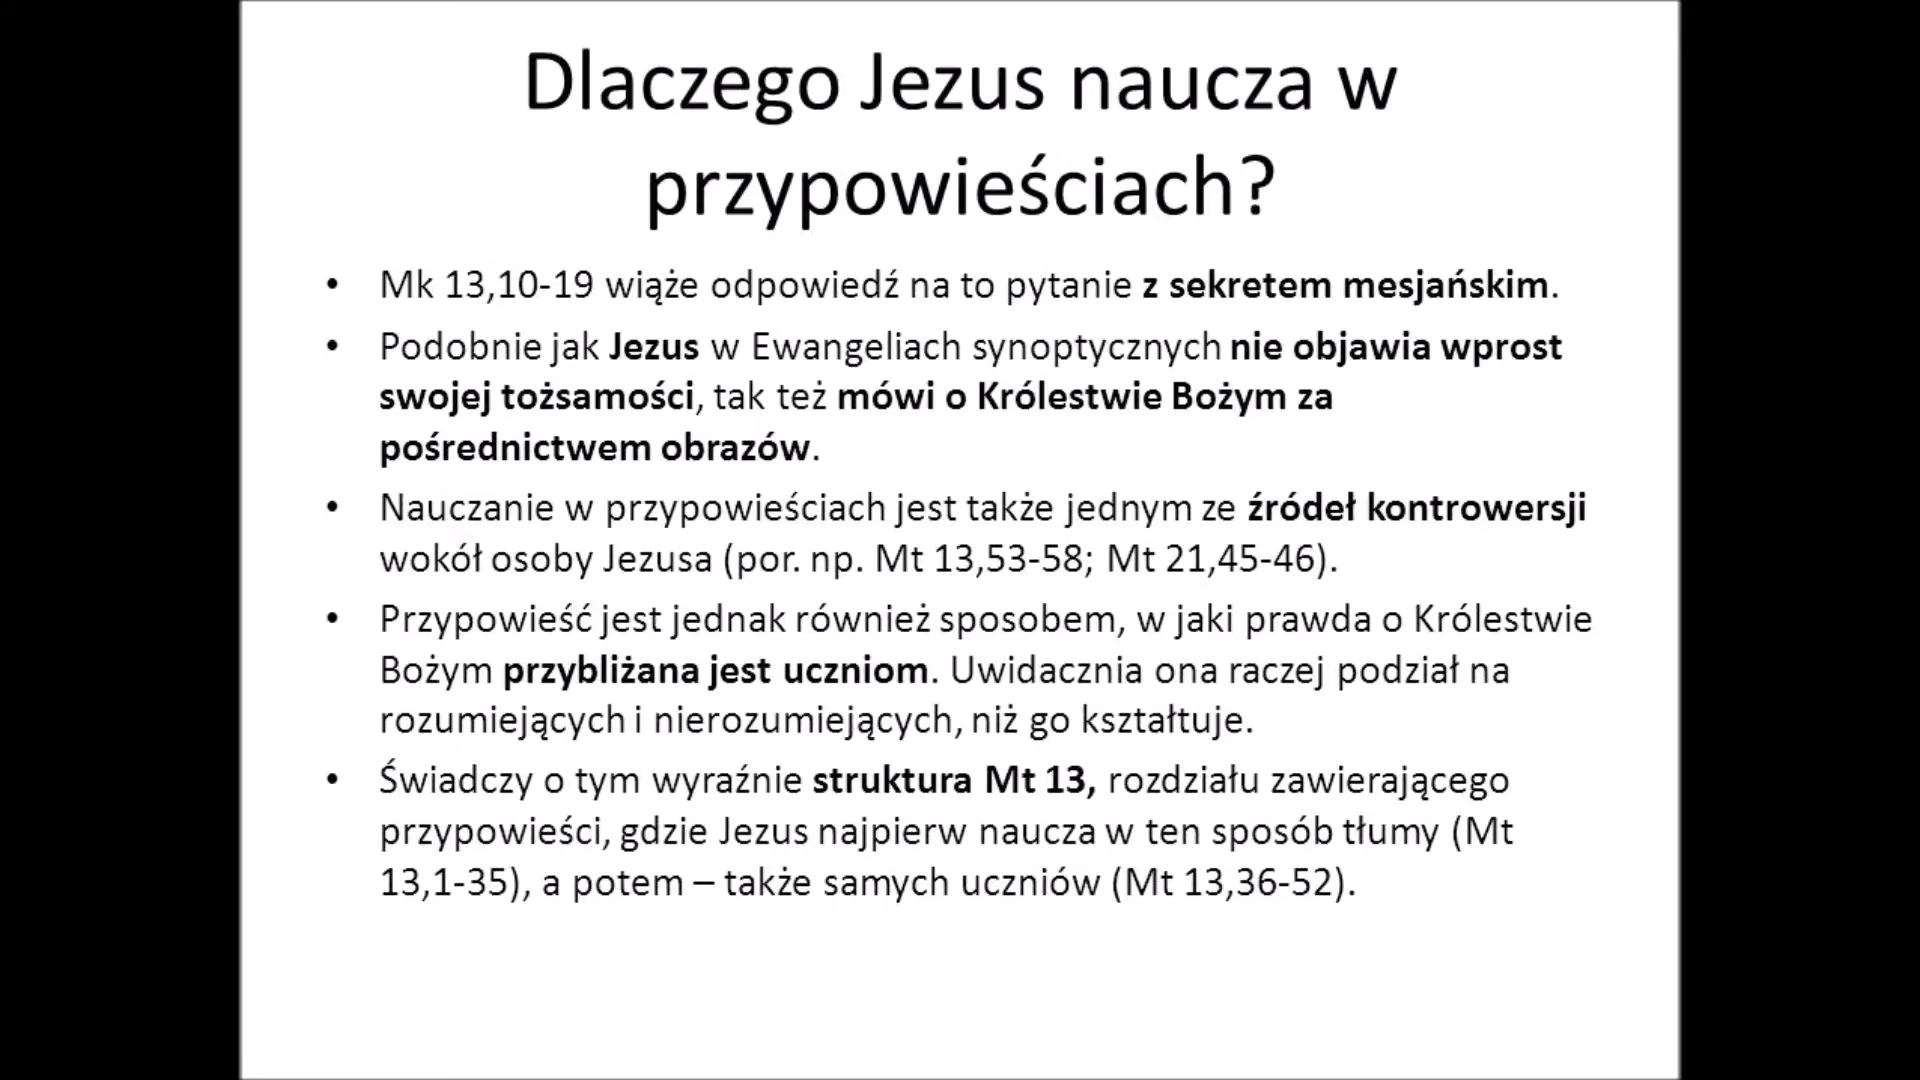 Dlaczego Jezus naucza w
przypowieściach?
• Mk 13,10-19 wiąże odpowiedź na to pytanie z sekretem mesjańskim.
• Podobnie jak Jezus w Ewangeliach synoptycznych nie objawia wprost
swojej tożsamości, tak też mówi o Królestwie Bożym za
pośrednictwem obrazów.
• Nauczanie w przypowieściach jest także jednym ze źródeł kontrowersji
wokół osoby Jezusa (por. np. Mt 13,53-58; Mt 21,45-46).
• Przypowieść jest jednak również sposobem, w jaki prawda o Królestwie
Bożym przybliżana jest uczniom. Uwidacznia ona raczej podział na
rozumiejących i nierozumiejących, niż go kształtuje.
• Świadczy o tym wyraźnie struktura Mt 13, rozdziału zawierającego
przypowieści, gdzie Jezus najpierw naucza w ten sposób tłumy (Mt
13,1-35), a potem – także samych uczniów (Mt 13,36-52).